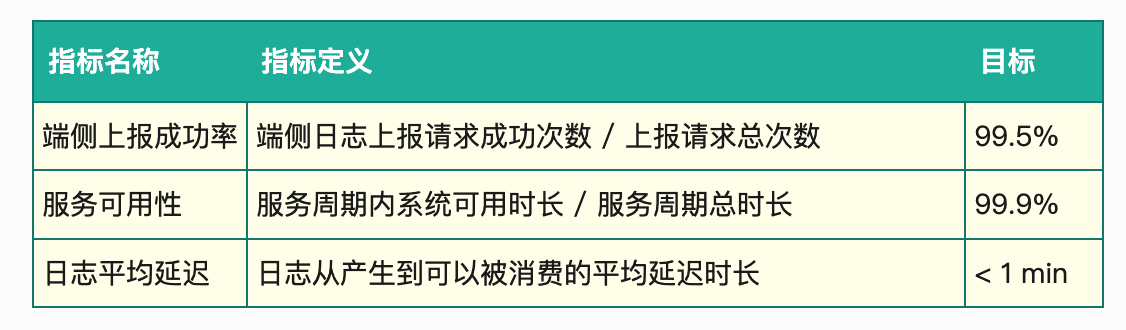 指标名称 指标定义 目标
端侧上报成功率 端侧日志上报请求成功次数 / 上报请求总次数 99.5%
服务可用性 服务周期内系统可用时长 / 服务周期总时长 99.9%
日志平均延迟 日志从产生到可以被消费的平均延迟时长 < 1 min